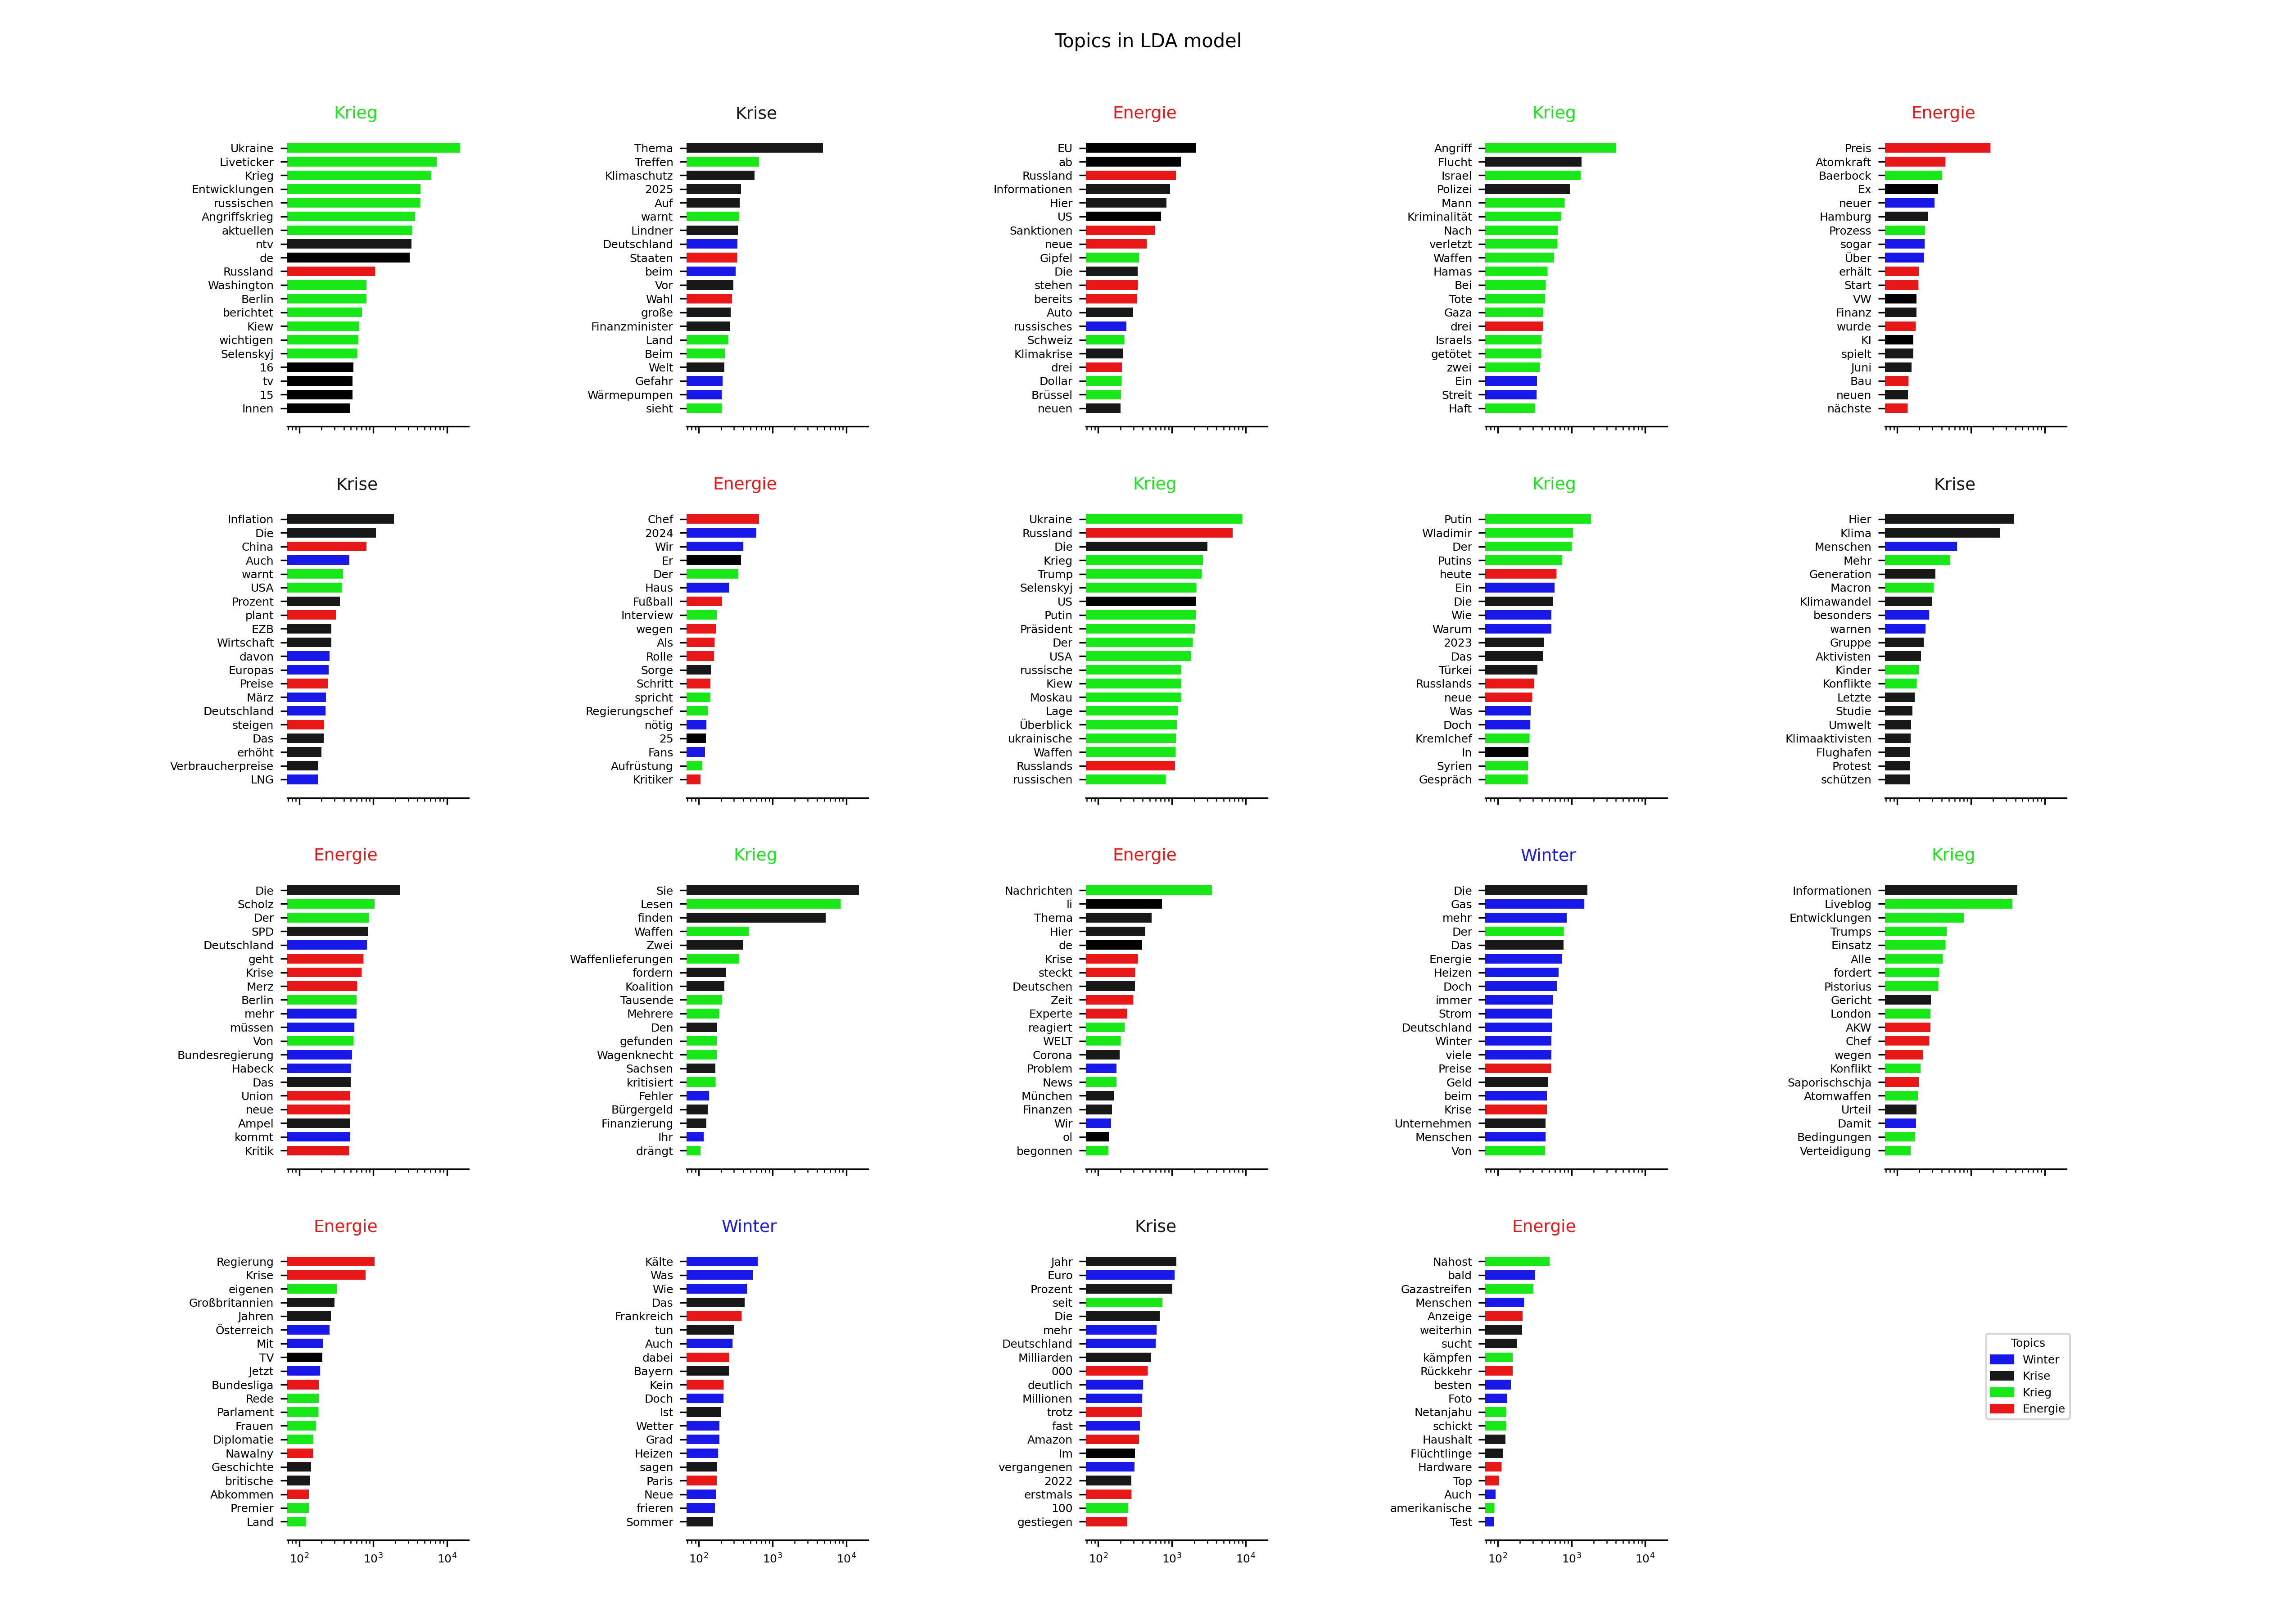 Topics in LDA model
Krieg
Ukraine
Liveticker
Krieg
Entwicklungen
russischen
Angriffskrieg
aktuellen
ntv
de
Russland
Washington
Berlin
berichtet
Kiew
wichtigen
Selenskyj
16
tv
15
Innen
Krise
Thema
Treffen
Klimaschutz
2025
Auf
warnt
Lindner
Deutschland
Staaten
beim
Vor
Wahl
große
Finanzminister
Land
Beim
Welt
Gefahr
Wärmepumpen
sieht
Energie
EU
ab
Russland
Informationen
Hier
US
Sanktionen
neue
Gipfel
Die
stehen
bereits
Auto
russisches
Schweiz
Klimakrise
drei
Dollar
Brüssel
neuen
Krieg
Angriff
Flucht
Israel
Polizei
Mann
Kriminalität
Nach
verletzt
Waffen
Hamas
Bei
Tote
Gaza
drei
Israels
getötet
zwei
Ein
Streit
Haft
Energie
Preis
Atomkraft
Baerbock
Ex
neuer
Hamburg
Prozess
sogar
Über
erhält
Start
VW
Finanz
wurde
KI
spielt
Juni
Bau
neuen
nächste
Krise
Inflation
Die
China
Auch
warnt
USA
Prozent
plant
EZB
Wirtschaft
davon
Europas
Preise
März
Deutschland
steigen
Das
erhöht
Verbraucherpreise
LNG
Energie
Chef
2024
Wir
Er
Der
Haus
Fußball
Interview
wegen
Als
Rolle
Sorge
Schritt
spricht
Regierungschef
nötig
25
Fans
Aufrüstung
Kritiker
Krieg
Ukraine
Russland
Die
Krieg
Trump
Selenskyj
US
Putin
Präsident
Der
USA
russische
Kiew
Moskau
Lage
Überblick
ukrainische
Waffen
Russlands
russischen
Krieg
Putin
Wladimir
Der
Putins
heute
Ein
Die
Wie
Warum
2023
Das
Türkei
Russlands
neue
Was
Doch
Kremlchef
In
Syrien
Gespräch
Krise
Hier
Klima
Menschen
Mehr
Generation
Macron
Klimawandel
besonders
warnen
Gruppe
Aktivisten
Kinder
Konflikte
Letzte
Studie
Umwelt
Klimaaktivisten
Flughafen
Protest
schützen
Energie
Die
Scholz
Der
SPD
Deutschland
geht
Krise
Merz
Berlin
mehr
müssen
Von
Bundesregierung
Habeck
Das
Union
neue
Ampel
kommt
Kritik
Krieg
Sie
Lesen
finden
Waffen
Zwei
Waffenlieferungen
fordern
Koalition
Tausende
Mehrere
Den
gefunden
Wagenknecht
Sachsen
kritisiert
Fehler
Bürgergeld
Finanzierung
Ihr
drängt
Energie
Nachrichten
li
Thema
Hier
de
Krise
steckt
Deutschen
Zeit
Experte
reagiert
WELT
Corona
Problem
News
München
Finanzen
Wir
ol
begonnen
Winter
Die
Gas
mehr
Der
Das
Energie
Heizen
Doch
immer
Strom
Deutschland
Winter
viele
Preise
Geld
beim
Krise
Unternehmen
Menschen
Von
Krieg
Informationen
Liveblog
Entwicklungen
Trumps
Einsatz
Alle
fordert
Pistorius
Gericht
London
AKW
Chef
wegen
Konflikt
Saporischschja
Atomwaffen
Urteil
Damit
Bedingungen
Verteidigung
Energie
Regierung
Krise
eigenen
Großbritannien
Jahren
Österreich
Mit
TV
Jetzt
Bundesliga
Rede
Parlament
Frauen
Diplomatie
Nawalny
Geschichte
britische
Abkommen
Premier
Land
10² 10³ 10⁴
Winter
Kälte
Was
Wie
Das
Frankreich
tun
Auch
dabei
Bayern
Kein
Doch
Ist
Wetter
Grad
Heizen
sagen
Paris
Neue
frieren
Sommer
10² 10³ 10⁴
Krise
Jahr
Euro
Prozent
seit
Die
mehr
Deutschland
Milliarden
000
deutlich
Millionen
trotz
fast
Amazon
Im
vergangenen
2022
erstmals
100
gestiegen
10² 10³ 10⁴
Energie
Nahost
bald
Gazastreifen
Menschen
Anzeige
weiterhin
sucht
kämpfen
Rückkehr
besten
Foto
Netanjahu
schickt
Haushalt
Flüchtlinge
Hardware
Top
Auch
amerikanische
Test
10² 10³ 10⁴
Topics
Winter
Krise
Krieg
Energie